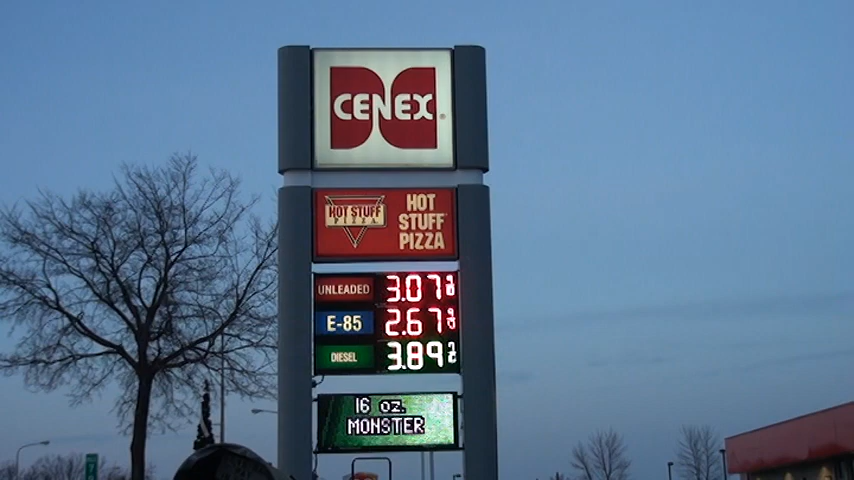 CENEX
HOT STUFF
PIZZA
HOT
STUFF
PIZZA
UNLEADED 3.07 9/10
E-85 2.67 9/10
DIESEL 3.89 9/10
16 oz.
MONSTER
7